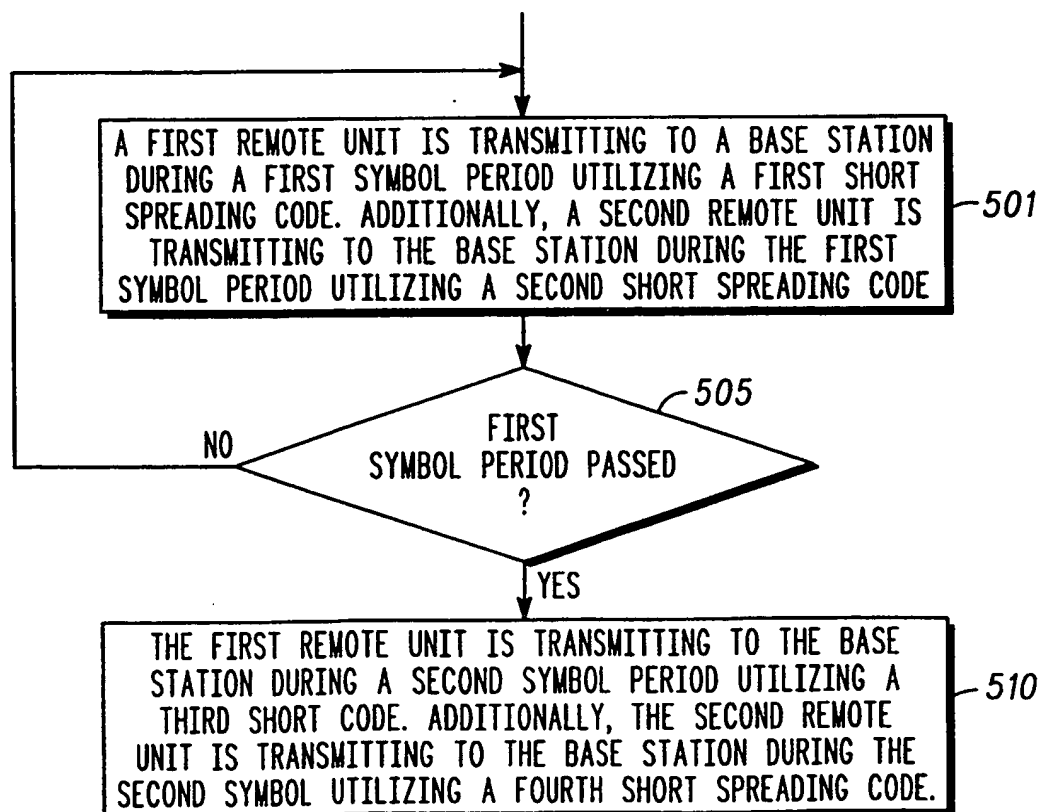 A FIRST REMOTE UNIT IS TRANSMITTING TO A BASE STATION
DURING A FIRST SYMBOL PERIOD UTILIZING A FIRST SHORT
SPREADING CODE. ADDITIONALLY, A SECOND REMOTE UNIT IS
TRANSMITTING TO THE BASE STATION DURING THE FIRST
SYMBOL PERIOD UTILIZING A SECOND SHORT SPREADING CODE
501
505
FIRST
SYMBOL PERIOD PASSED
?
NO
YES
THE FIRST REMOTE UNIT IS TRANSMITTING TO THE BASE
STATION DURING A SECOND SYMBOL PERIOD UTILIZING A
THIRD SHORT CODE. ADDITIONALLY, THE SECOND REMOTE
UNIT IS TRANSMITTING TO THE BASE STATION DURING THE
SECOND SYMBOL UTILIZING A FOURTH SHORT SPREADING CODE.
510